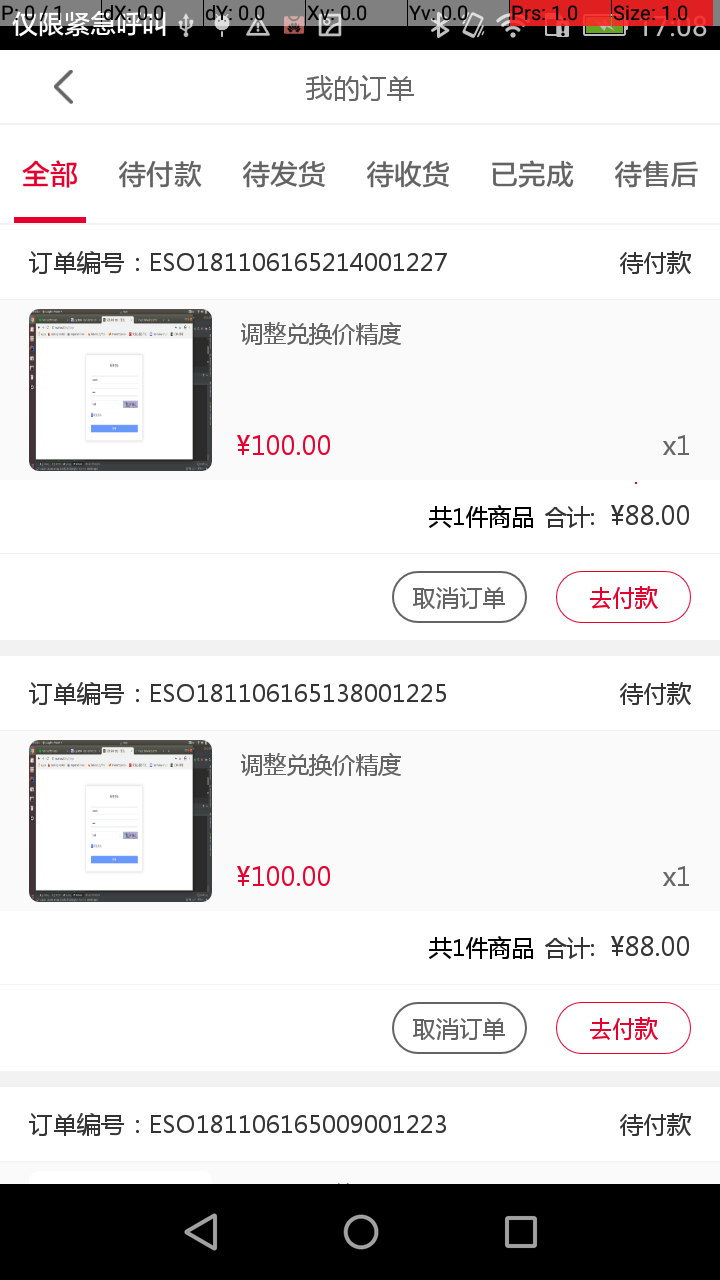 P: 0 / 1 dX: 0.0 dY: 0.0 Xv: 0.0 Yv: 0.0 Prs: 1.0 Size: 1.0
仅限紧急呼叫 17:08
我的订单
全部 待付款 待发货 待收货 已完成 待售后
订单编号：ESO181106165214001227 待付款
调整兑换价精度
¥100.00 x1
共1件商品 合计: ¥88.00
取消订单 去付款
订单编号：ESO181106165138001225 待付款
调整兑换价精度
¥100.00 x1
共1件商品 合计: ¥88.00
取消订单 去付款
订单编号：ESO181106165009001223 待付款